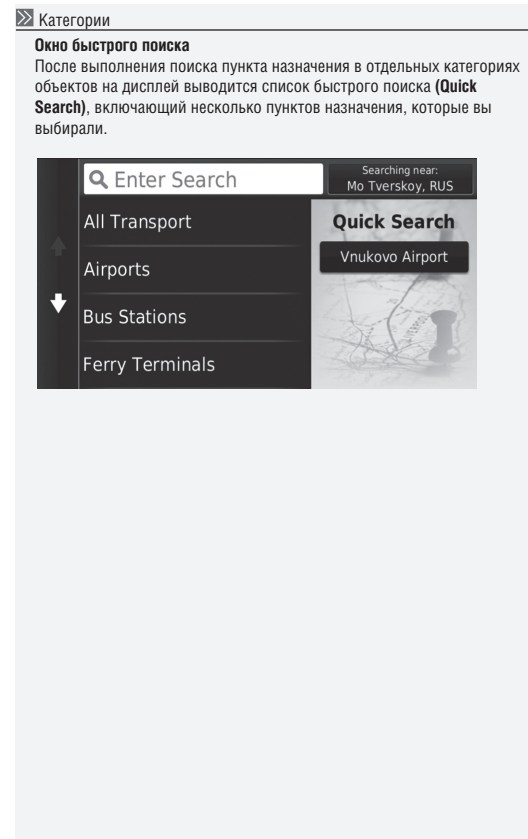 Категории
Окно быстрого поиска
После выполнения поиска пункта назначения в отдельных категориях
объектов на дисплей выводится список быстрого поиска (Quick
Search), включающий несколько пунктов назначения, которые вы
выбирали.
Enter Search
Searching near:
Mo Tverskoy, RUS
All Transport
Airports
Bus Stations
Ferry Terminals
Quick Search
Vnukovo Airport